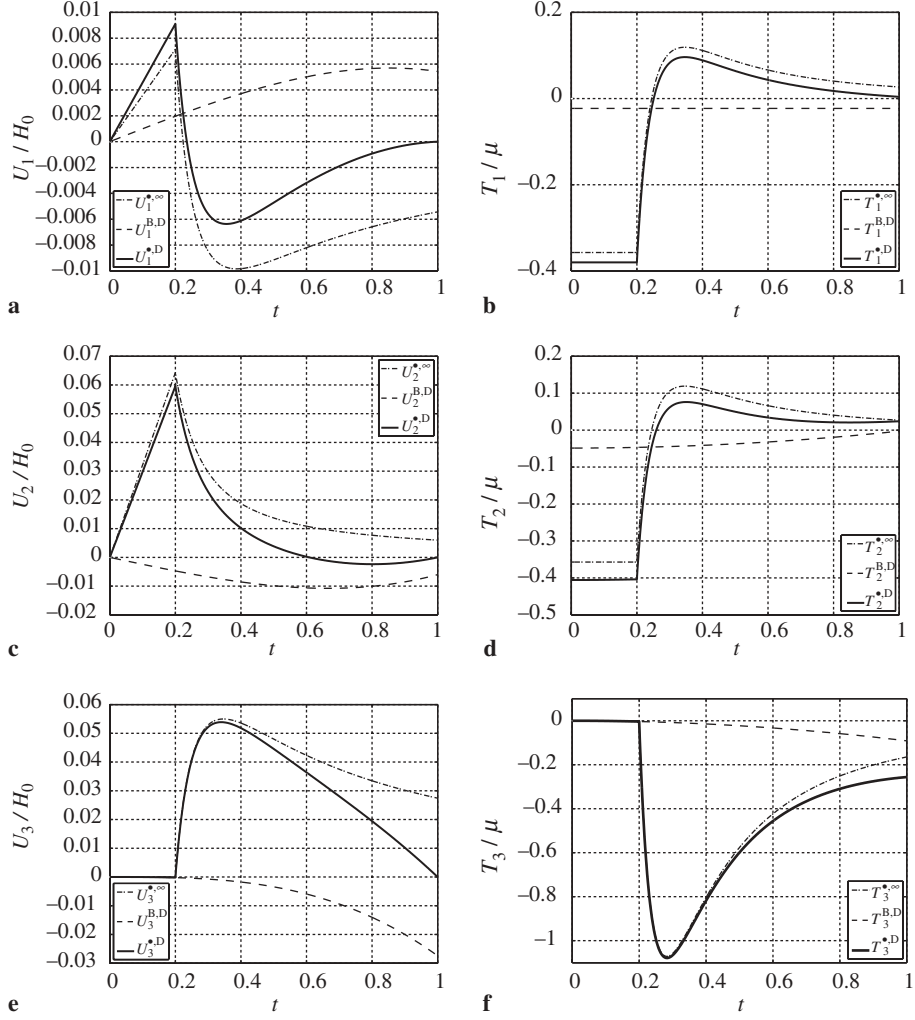 0.01
0.008
0.006
0.004
0.002
0
−0.002
−0.004
−0.006
−0.008
−0.01
U₁ / H₀
U₁•,∞
U₁B,D
U₁•,D
0 0.2 0.4 0.6 0.8 1
t
a
0.2
0
−0.2
−0.4
T₁ / μ
T₁•,∞
T₁B,D
T₁•,D
0 0.2 0.4 0.6 0.8 1
t
b
0.07
0.06
0.05
0.04
0.03
0.02
0.01
0
−0.01
−0.02
U₂ / H₀
U₂•,∞
U₂B,D
U₂•,D
0 0.2 0.4 0.6 0.8 1
t
c
0.2
0.1
0
−0.1
−0.2
−0.3
−0.4
−0.5
T₂ / μ
T₂•,∞
T₂B,D
T₂•,D
0 0.2 0.4 0.6 0.8 1
t
d
0.06
0.05
0.04
0.03
0.02
0.01
0
−0.01
−0.02
−0.03
U₃ / H₀
U₃•,∞
U₃B,D
U₃•,D
0 0.2 0.4 0.6 0.8 1
t
e
0
−0.2
−0.4
−0.6
−0.8
−1
T₃ / μ
T₃•,∞
T₃B,D
T₃•,D
0 0.2 0.4 0.6 0.8 1
t
f